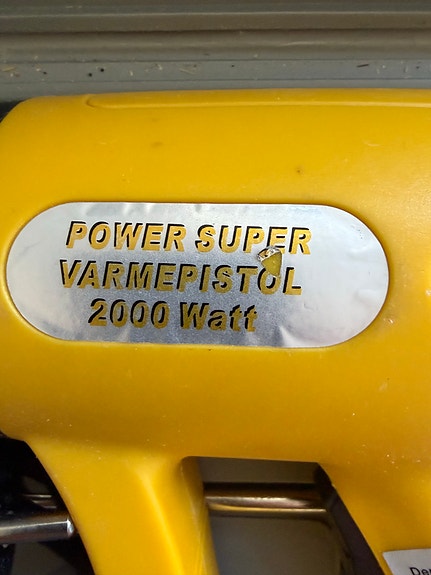 POWER SUPER
VARMEPISTOL
2000 Watt